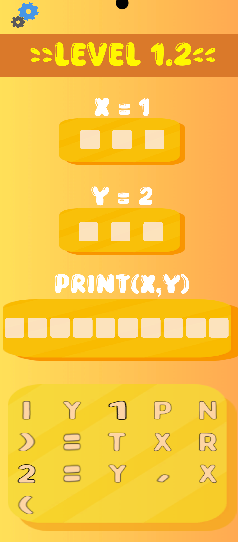 LEVEL 1.2
X = 1
Y = 2
PRINT(X,Y)
I Y 1 P N
) = T X R
2 = Y , X
(